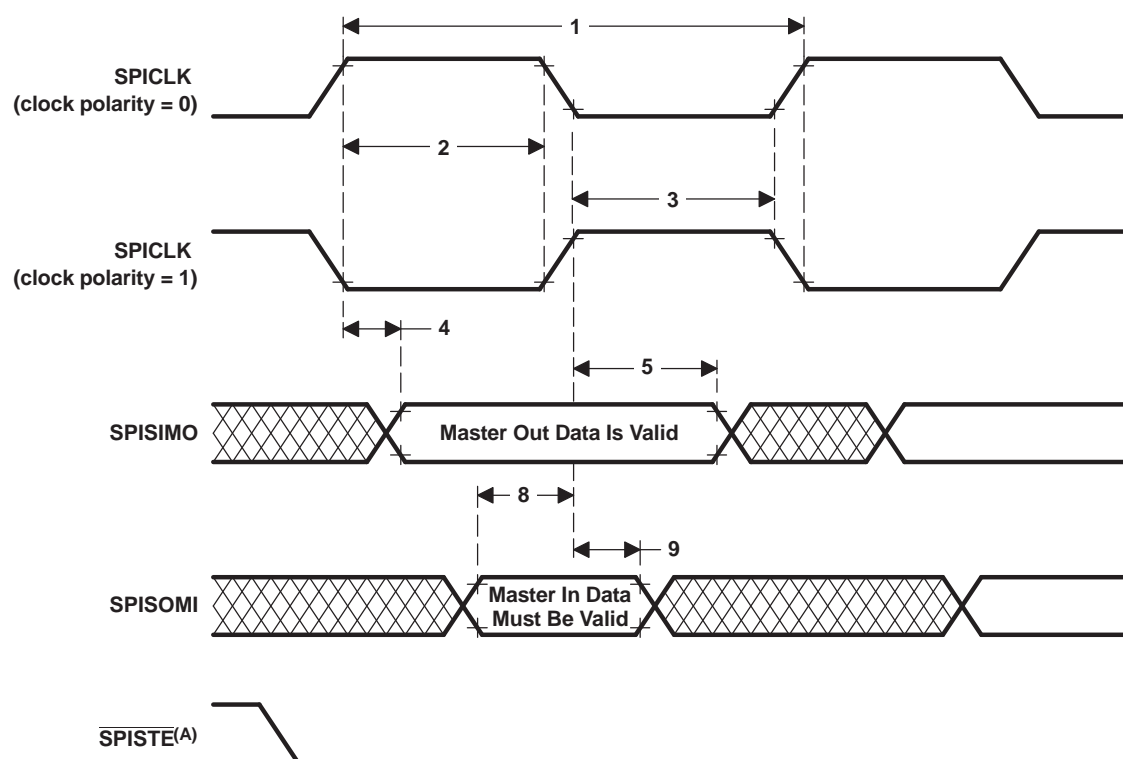 1
SPICLK
(clock polarity = 0)
2
3
SPICLK
(clock polarity = 1)
4
5
SPISIMO
Master Out Data Is Valid
8
9
SPISOMI
Master In Data
Must Be Valid
SPISTE(A)